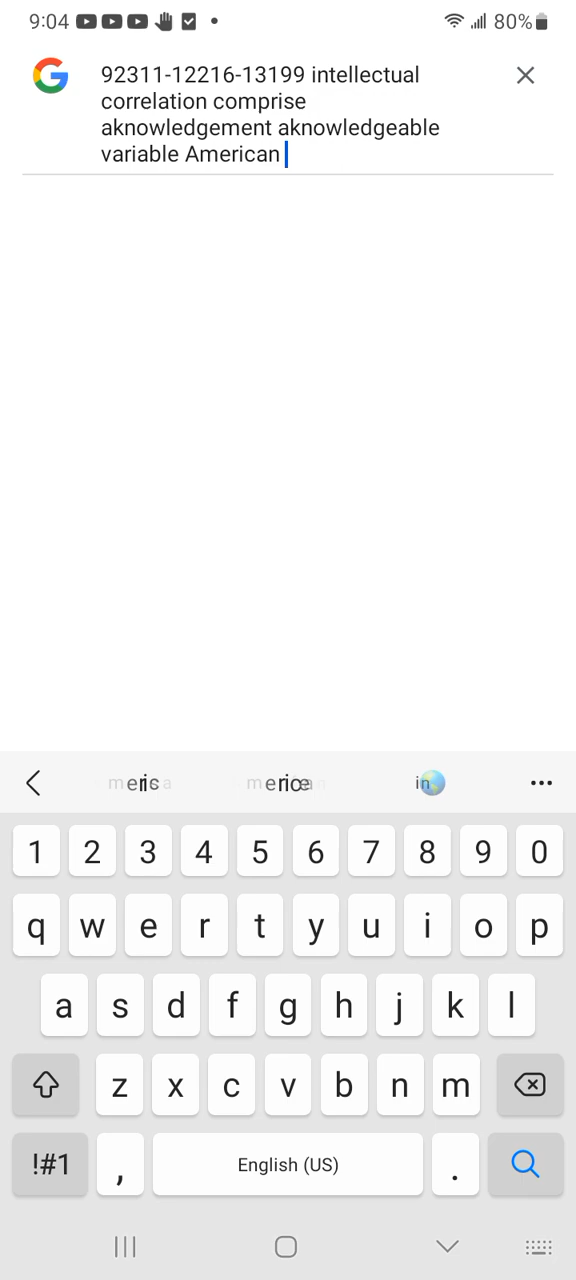 9:04 80%
92311-12216-13199 intellectual
correlation comprise
aknowledgement aknowledgeable
variable American
in
1 2 3 4 5 6 7 8 9 0
q w e r t y u i o p
a s d f g h j k l
z x c v b n m
!#1 , English (US) .